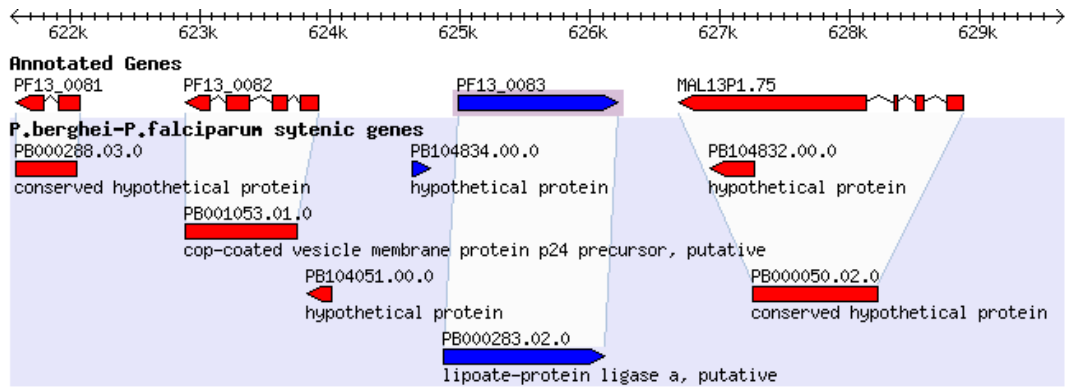 622k 623k 624k 625k 626k 627k 628k 629k
Annotated Genes
PF13_0081 PF13_0082 PF13_0083 MAL13P1.75
P.berghei-P.falciparum sytenic genes
PB000288.03.0 PB104834.00.0 PB104832.00.0
conserved hypothetical protein hypothetical protein hypothetical protein
PB001053.01.0
cop-coated vesicle membrane protein p24 precursor, putative
PB104051.00.0 PB000050.02.0
hypothetical protein conserved hypothetical protein
PB000283.02.0
lipoate-protein ligase a, putative